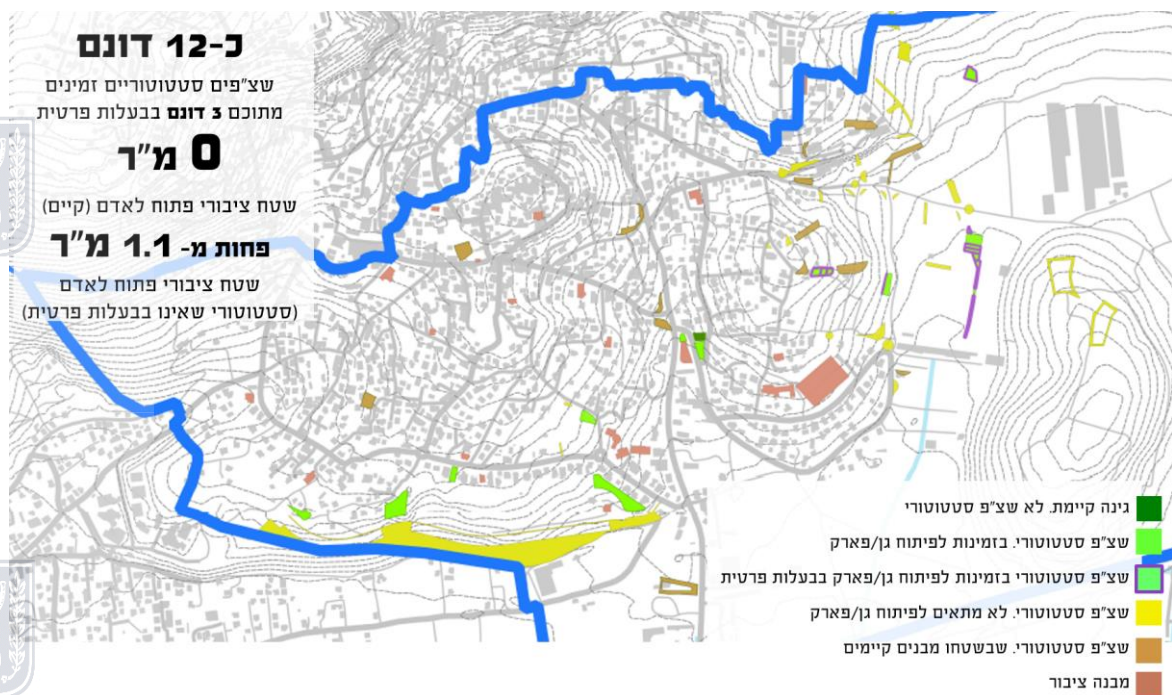 כ-12 דונם
שצ"פים סטטוטוריים זמינים
מתוכם 3 דונם בבעלות פרטית
0 מ"ר
שטח ציבורי פתוח לאדם (קיים)
פחות מ- 1.1 מ"ר
שטח ציבורי פתוח לאדם
(סטטוטורי שאינו בבעלות פרטית)
גינה קיימת. לא שצ"פ סטטוטורי
שצ"פ סטטוטורי. בזמינות לפיתוח גן/פארק
שצ"פ סטטוטורי בזמינות לפיתוח גן/פארק בבעלות פרטית
שצ"פ סטטוטורי. לא מתאים לפיתוח גן/פארק
שצ"פ סטטוטורי. שבשטחו מבנים קיימים
מבנה ציבור